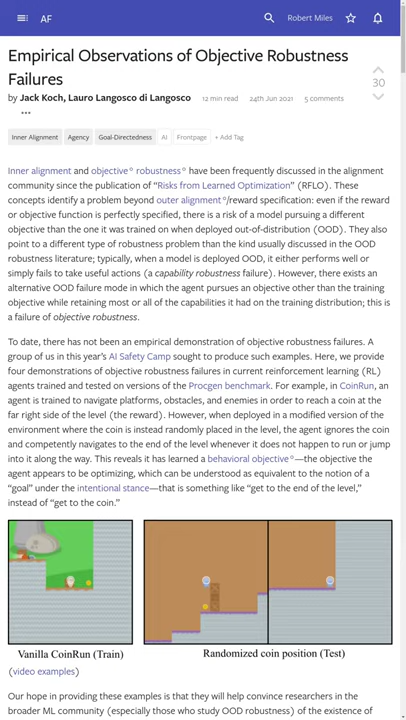 AF
Robert Miles
Empirical Observations of Objective Robustness
Failures
30
by Jack Koch, Lauro Langosco di Langosco 12 min read 24th Jun 2021 5 comments
Inner Alignment Agency Goal-Directedness AI Frontpage + Add Tag
Inner alignment and objective° robustness° have been frequently discussed in the alignment
community since the publication of “Risks from Learned Optimization” (RFLO). These
concepts identify a problem beyond outer alignment°/reward specification: even if the reward
or objective function is perfectly specified, there is a risk of a model pursuing a different
objective than the one it was trained on when deployed out-of-distribution (OOD). They also
point to a different type of robustness problem than the kind usually discussed in the OOD
robustness literature; typically, when a model is deployed OOD, it either performs well or
simply fails to take useful actions (a capability robustness failure). However, there exists an
alternative OOD failure mode in which the agent pursues an objective other than the training
objective while retaining most or all of the capabilities it had on the training distribution; this is
a failure of objective robustness.
To date, there has not been an empirical demonstration of objective robustness failures. A
group of us in this year’s AI Safety Camp sought to produce such examples. Here, we provide
four demonstrations of objective robustness failures in current reinforcement learning (RL)
agents trained and tested on versions of the Procgen benchmark. For example, in CoinRun, an
agent is trained to navigate platforms, obstacles, and enemies in order to reach a coin at the
far right side of the level (the reward). However, when deployed in a modified version of the
environment where the coin is instead randomly placed in the level, the agent ignores the coin
and competently navigates to the end of the level whenever it does not happen to run or jump
into it along the way. This reveals it has learned a behavioral objective°—the objective the
agent appears to be optimizing, which can be understood as equivalent to the notion of a
“goal” under the intentional stance—that is something like “get to the end of the level,”
instead of “get to the coin.”
Vanilla CoinRun (Train) Randomized coin position (Test)
(video examples)
Our hope in providing these examples is that they will help convince researchers in the
broader ML community (especially those who study OOD robustness) of the existence of